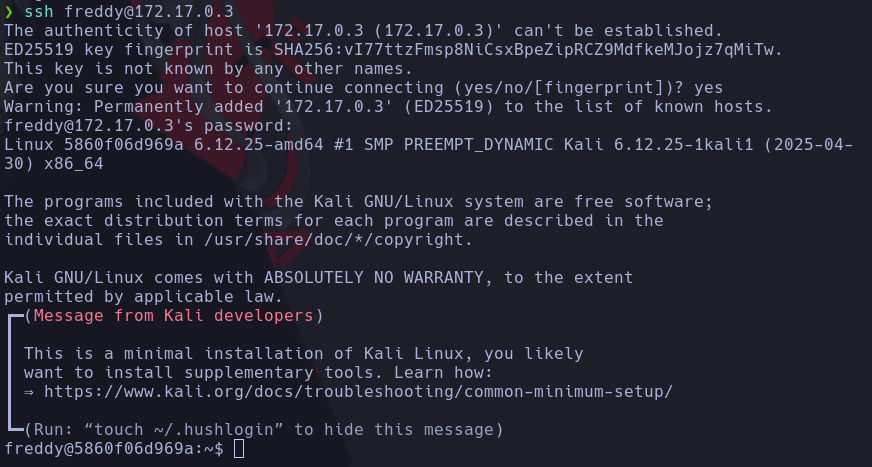 ❯ ssh freddy@172.17.0.3
The authenticity of host '172.17.0.3 (172.17.0.3)' can't be established.
ED25519 key fingerprint is SHA256:vI77ttzFmsp8NiCsxBpeZipRCZ9MdfkeMJojz7qMiTw.
This key is not known by any other names.
Are you sure you want to continue connecting (yes/no/[fingerprint])? yes
Warning: Permanently added '172.17.0.3' (ED25519) to the list of known hosts.
freddy@172.17.0.3's password:
Linux 5860f06d969a 6.12.25-amd64 #1 SMP PREEMPT_DYNAMIC Kali 6.12.25-1kali1 (2025-04-
30) x86_64
The programs included with the Kali GNU/Linux system are free software;
the exact distribution terms for each program are described in the
individual files in /usr/share/doc/*/copyright.
Kali GNU/Linux comes with ABSOLUTELY NO WARRANTY, to the extent
permitted by applicable law.
┏━(Message from Kali developers)
┃
┃ This is a minimal installation of Kali Linux, you likely
┃ want to install supplementary tools. Learn how:
┃ ⇒ https://www.kali.org/docs/troubleshooting/common-minimum-setup/
┃
┗━(Run: “touch ~/.hushlogin” to hide this message)
freddy@5860f06d969a:~$